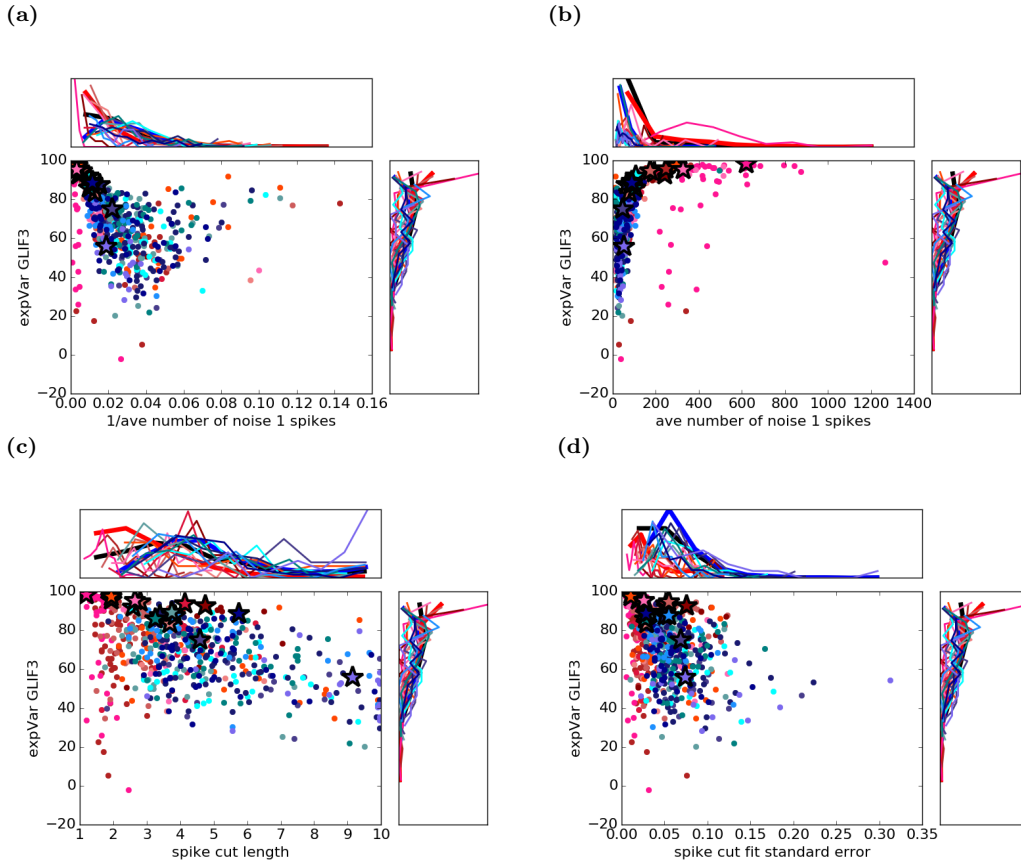 (a)
100
80
60
40
20
0
−20
expVar GLIF3
0.00 0.02 0.04 0.06 0.08 0.10 0.12 0.14 0.16
1/ave number of noise 1 spikes
(b)
100
80
60
40
20
0
−20
expVar GLIF3
0 200 400 600 800 1000 1200 1400
ave number of noise 1 spikes
(c)
100
80
60
40
20
0
−20
expVar GLIF3
1 2 3 4 5 6 7 8 9 10
spike cut length
(d)
100
80
60
40
20
0
−20
expVar GLIF3
0.00 0.05 0.10 0.15 0.20 0.25 0.30 0.35
spike cut fit standard error